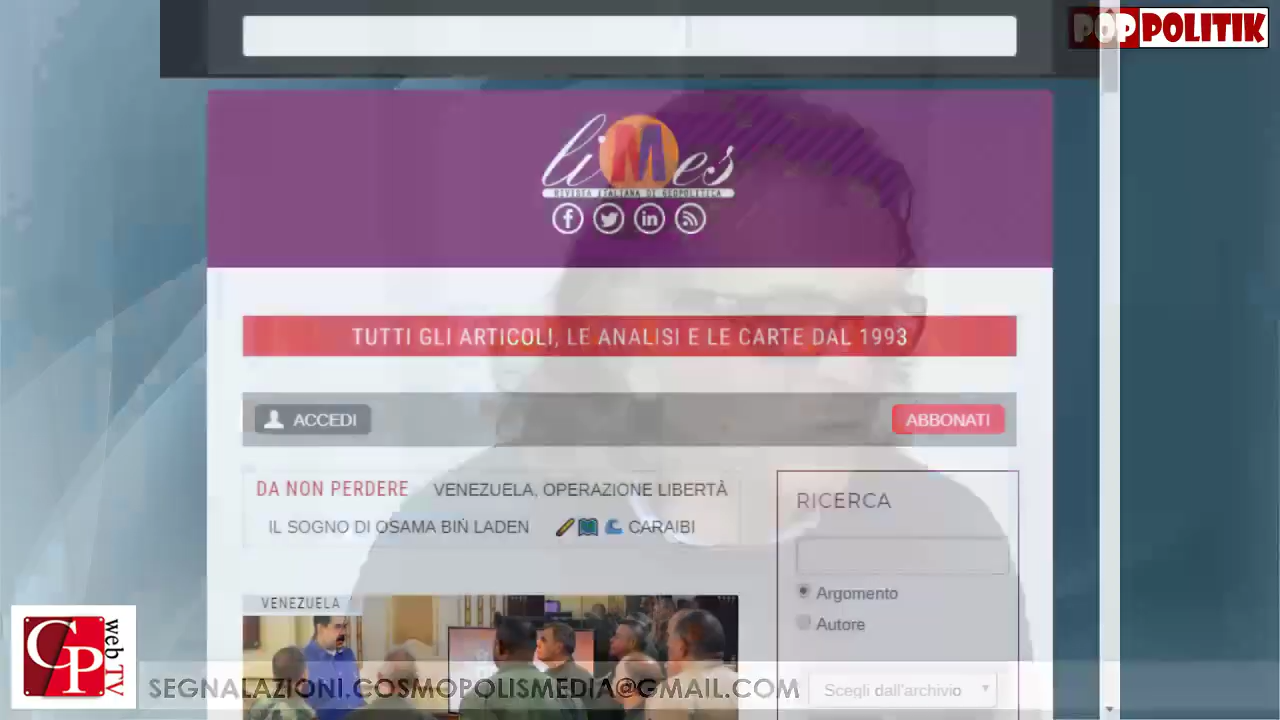 POPPOLITIK
liMes
RIVISTA ITALIANA DI GEOPOLITICA
TUTTI GLI ARTICOLI, LE ANALISI E LE CARTE DAL 1993
ACCEDI
ABBONATI
DA NON PERDERE VENEZUELA, OPERAZIONE LIBERTÀ
IL SOGNO DI OSAMA BIN LADEN CARAIBI
RICERCA
Argomento
Autore
VENEZUELA
Scegli dall'archivio
CP web TV
SEGNALAZIONI.COSMOPOLISMEDIA@GMAIL.COM